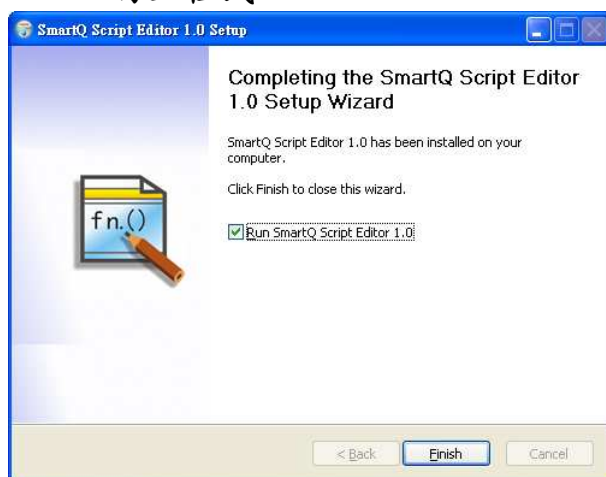 SmartQ Script Editor 1.0 Setup
Completing the SmartQ Script Editor
1.0 Setup Wizard
SmartQ Script Editor 1.0 has been installed on your
computer.
Click Finish to close this wizard.
fn.()
Run SmartQ Script Editor 1.0
< Back
Finish
Cancel